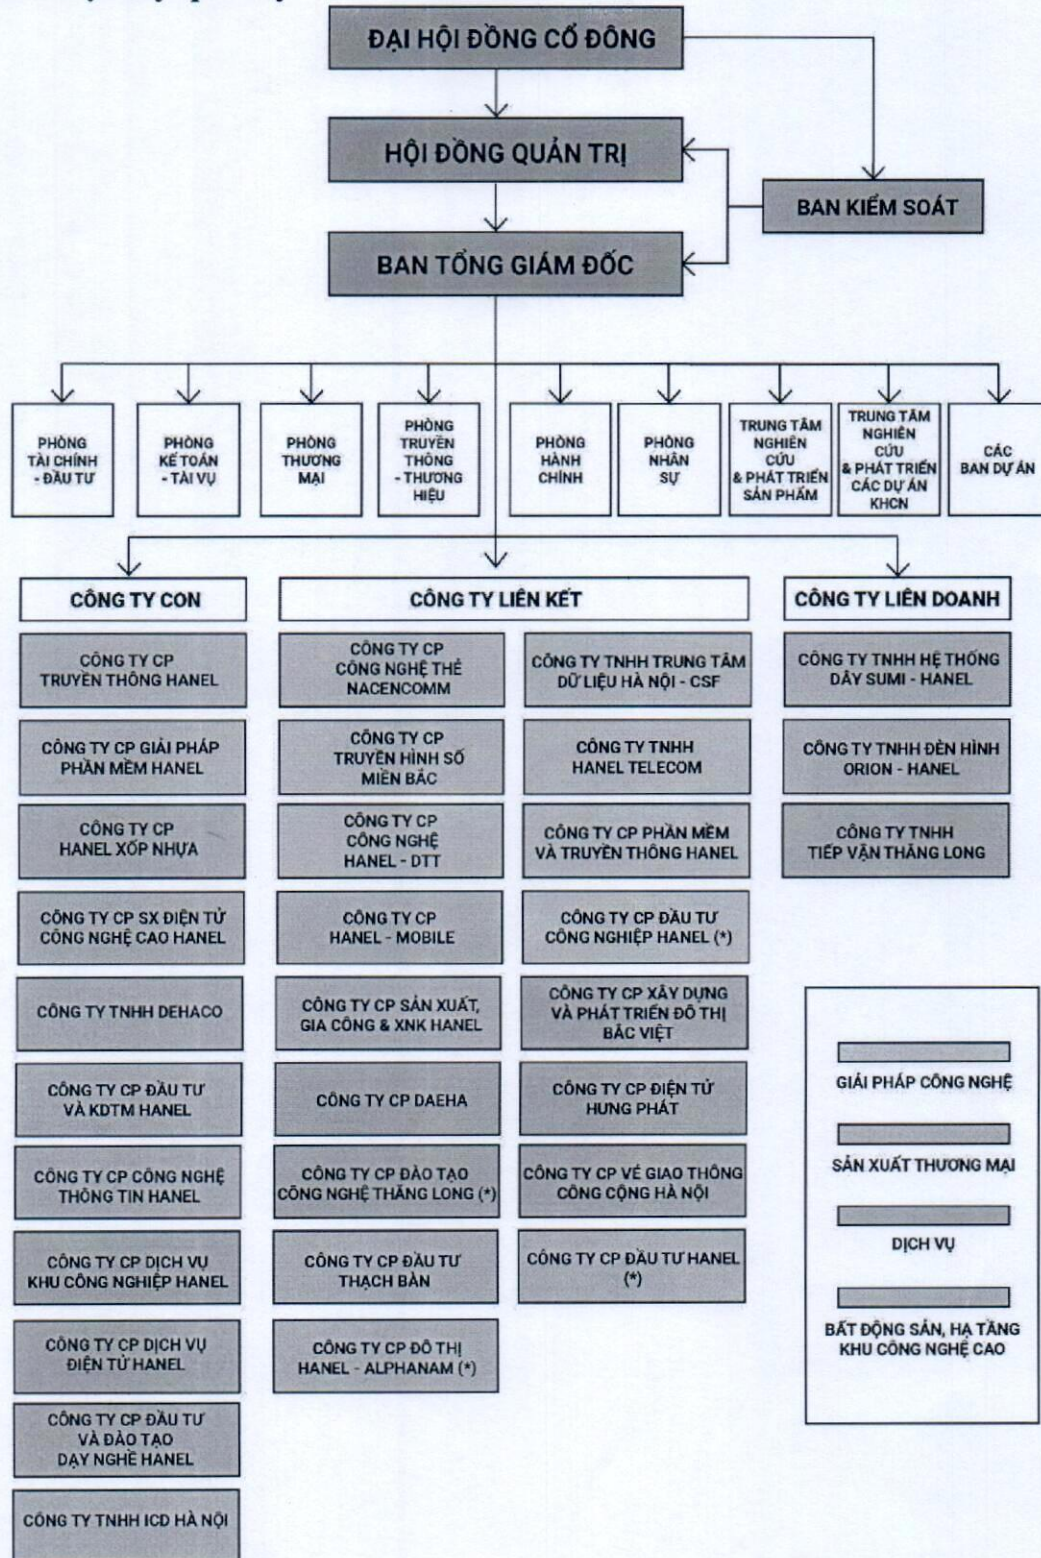 ĐẠI HỘI ĐỒNG CỔ ĐÔNG
HỘI ĐỒNG QUẢN TRỊ
BAN KIỂM SOÁT
BAN TỔNG GIÁM ĐỐC
PHÒNG
TÀI CHÍNH
- ĐẦU TƯ
PHÒNG
KẾ TOÁN
- TÀI VỤ
PHÒNG
THƯƠNG
MẠI
PHÒNG
TRUYỀN
THÔNG
- THƯƠNG
HIỆU
PHÒNG
HÀNH
CHÍNH
PHÒNG
NHÂN
SỰ
TRUNG TÂM
NGHIÊN
CỨU
& PHÁT TRIỂN
SẢN PHẨM
TRUNG TÂM
NGHIÊN
CỨU
& PHÁT TRIỂN
CÁC DỰ ÁN
KHCN
CÁC
BAN DỰ ÁN
CÔNG TY CON
CÔNG TY CP
TRUYỀN THÔNG HANEL
CÔNG TY CP GIẢI PHÁP
PHẦN MỀM HANEL
CÔNG TY CP
HANEL XỐP NHỰA
CÔNG TY CP SX ĐIỆN TỬ
CÔNG NGHỆ CAO HANEL
CÔNG TY TNHH DEHACO
CÔNG TY CP ĐẦU TƯ
VÀ KDTM HANEL
CÔNG TY CP CÔNG NGHỆ
THÔNG TIN HANEL
CÔNG TY CP DỊCH VỤ
KHU CÔNG NGHIỆP HANEL
CÔNG TY CP DỊCH VỤ
ĐIỆN TỬ HANEL
CÔNG TY CP ĐẦU TƯ
VÀ ĐÀO TẠO
DẠY NGHỀ HANEL
CÔNG TY TNHH ICD HÀ NỘI
CÔNG TY LIÊN KẾT
CÔNG TY CP
CÔNG NGHỆ THẺ
NACENCOMM
CÔNG TY CP
TRUYỀN HÌNH SỐ
MIỀN BẮC
CÔNG TY CP
CÔNG NGHỆ
HANEL - DTT
CÔNG TY CP
HANEL - MOBILE
CÔNG TY CP SẢN XUẤT,
GIA CÔNG & XNK HANEL
CÔNG TY CP DAEHA
CÔNG TY CP ĐÀO TẠO
CÔNG NGHỆ THĂNG LONG (*)
CÔNG TY CP ĐẦU TƯ
THẠCH BÀN
CÔNG TY CP ĐÔ THỊ
HANEL - ALPHANAM (*)
CÔNG TY TNHH TRUNG TÂM
DỮ LIỆU HÀ NỘI - CSF
CÔNG TY TNHH
HANEL TELECOM
CÔNG TY CP PHẦN MỀM
VÀ TRUYỀN THÔNG HANEL
CÔNG TY CP ĐẦU TƯ
CÔNG NGHIỆP HANEL (*)
CÔNG TY CP XÂY DỰNG
VÀ PHÁT TRIỂN ĐÔ THỊ
BẮC VIỆT
CÔNG TY CP ĐIỆN TỬ
HƯNG PHÁT
CÔNG TY CP VÉ GIAO THÔNG
CÔNG CỘNG HÀ NỘI
CÔNG TY CP ĐẦU TƯ HANEL
(*)
CÔNG TY LIÊN DOANH
CÔNG TY TNHH HỆ THỐNG
DÂY SUMI - HANEL
CÔNG TY TNHH ĐÈN HÌNH
ORION - HANEL
CÔNG TY TNHH
TIẾP VẬN THĂNG LONG
GIẢI PHÁP CÔNG NGHỆ
SẢN XUẤT THƯƠNG MẠI
DỊCH VỤ
BẤT ĐỘNG SẢN, HẠ TẦNG
KHU CÔNG NGHỆ CAO